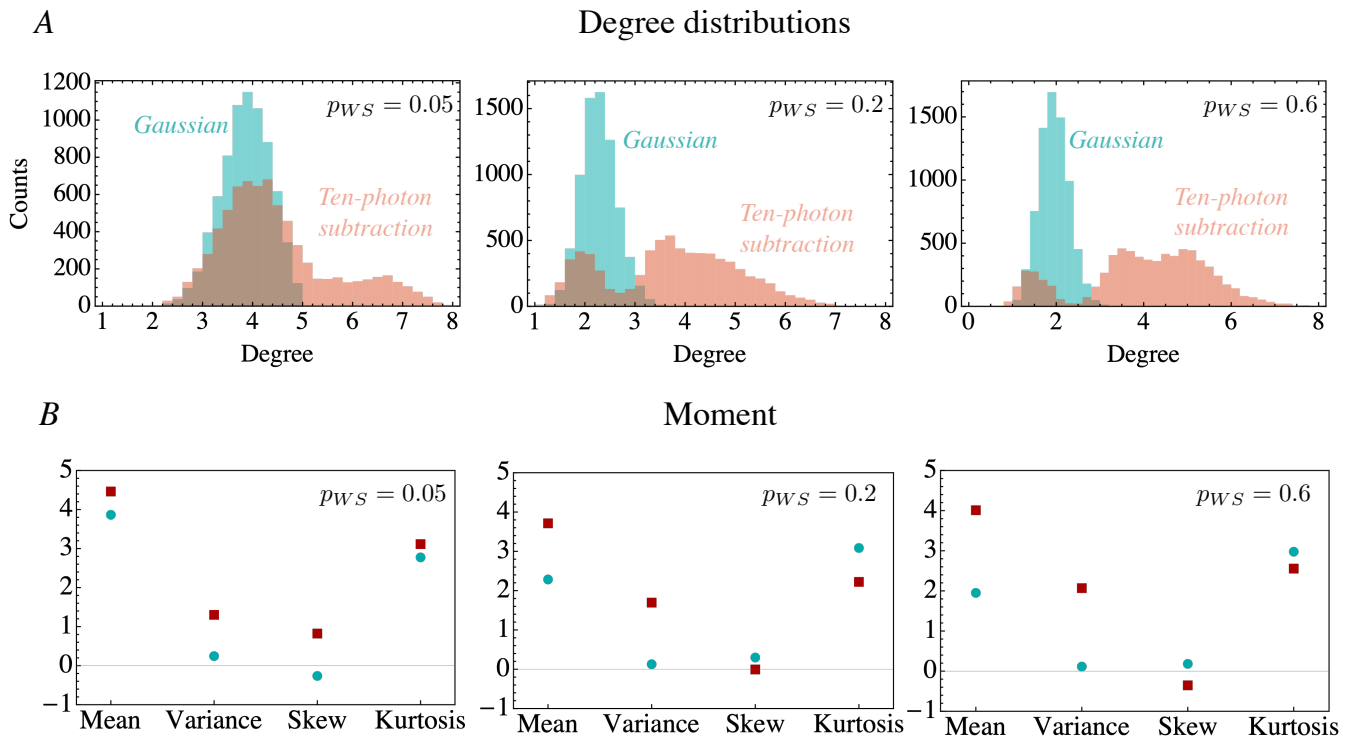 A
Degree distributions
Counts
1200
1000
800
600
400
200
0
p_{WS} = 0.05
Gaussian
Ten-photon
subtraction
1 2 3 4 5 6 7 8
Degree
1500
1000
500
0
p_{WS} = 0.2
Gaussian
Ten-photon
subtraction
1 2 3 4 5 6 7 8
Degree
1500
1000
500
0
p_{WS} = 0.6
Gaussian
Ten-photon
subtraction
0 2 4 6 8
Degree
B
Moment
5
4
3
2
1
0
−1
p_{WS} = 0.05
Mean Variance Skew Kurtosis
5
4
3
2
1
0
−1
p_{WS} = 0.2
Mean Variance Skew Kurtosis
5
4
3
2
1
0
−1
p_{WS} = 0.6
Mean Variance Skew Kurtosis